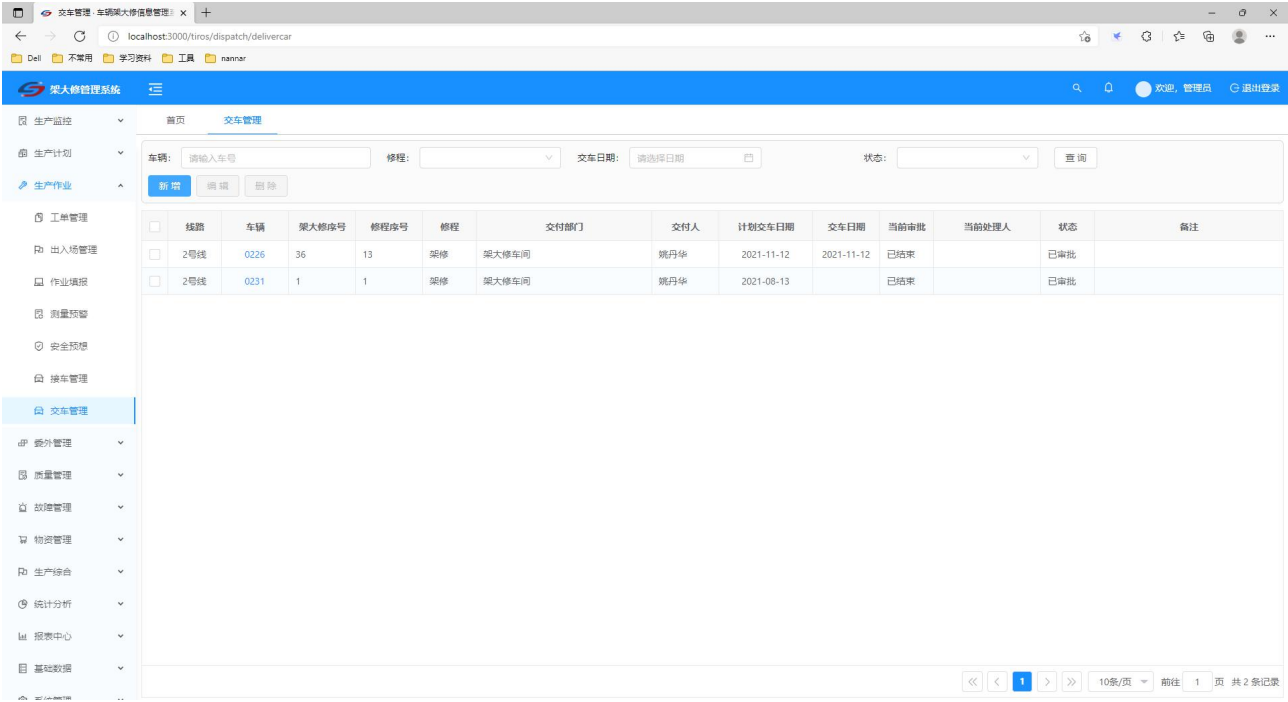 交车管理 · 车辆架大修信息管理
localhost:3000/tiros/dispatch/delivercar
Dell 不常用 学习资料 工具 nannar
架大修管理系统 欢迎，管理员 退出登录
首页 交车管理
生产监控
生产计划
生产作业
工单管理
出入场管理
作业填报
测量预警
安全预想
接车管理
交车管理
委外管理
质量管理
故障管理
物资管理
生产综合
统计分析
报表中心
基础数据
系统管理
车辆： 请输入车号 修程： 交车日期： 请选择日期 状态： 查 询
新 增 编 辑 删 除
线路 车辆 架大修序号 修程序号 修程 交付部门 交付人 计划交车日期 交车日期 当前审批 当前处理人 状态 备注
2号线 0226 36 13 架修 架大修车间 姚丹华 2021-11-12 2021-11-12 已结束 已审批
2号线 0231 1 1 架修 架大修车间 姚丹华 2021-08-13 已结束 已审批
1 10条/页 前往 1 页 共 2 条记录